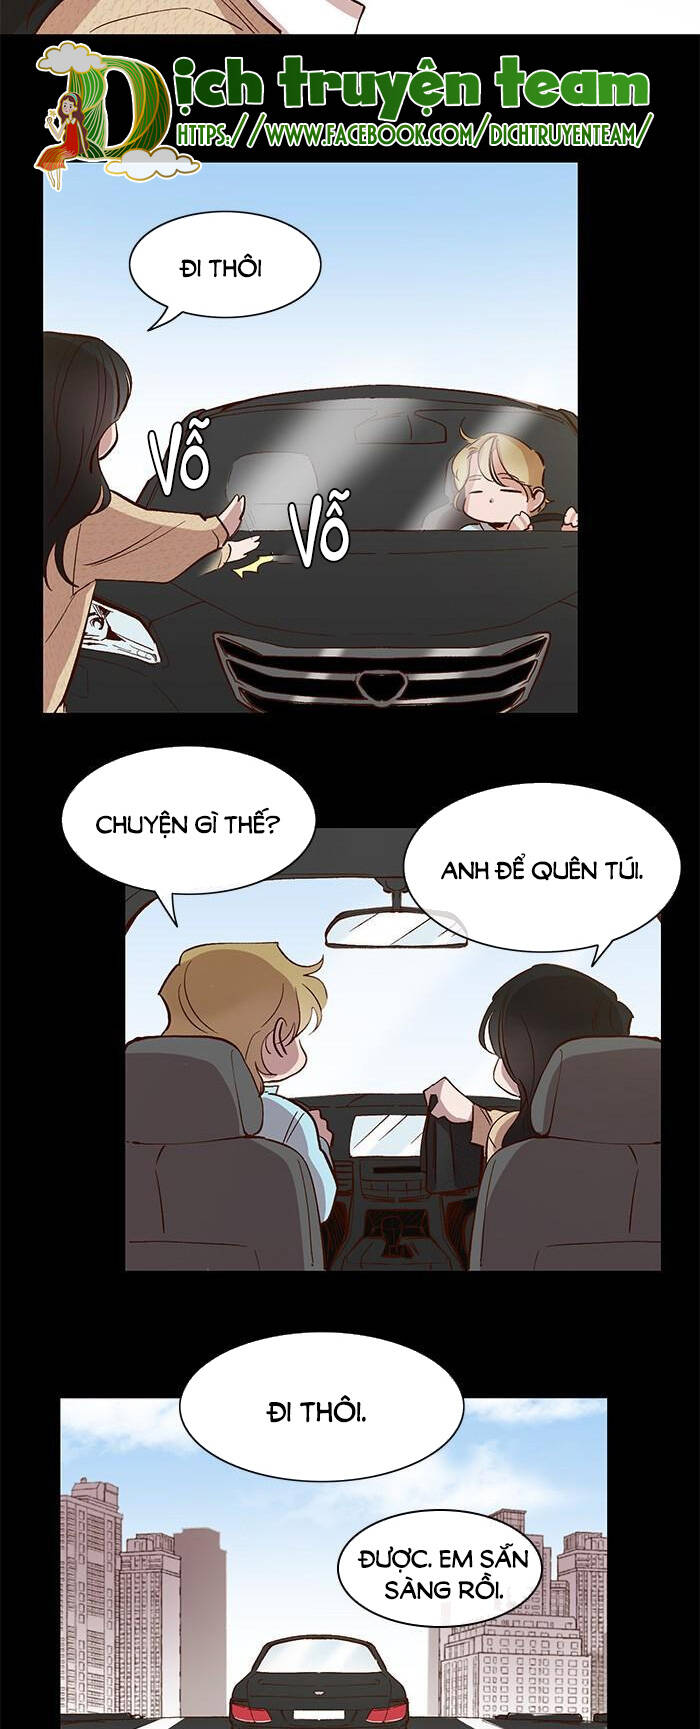 Dịch truyện team
HTTPS://WWW.FACEBOOK.COM/DICHTRUYENTEAM/
ĐI THÔI
VỖ
VỖ
CHUYỆN GÌ THẾ?
ANH ĐỂ QUÊN TÚI.
ĐI THÔI.
ĐƯỢC. EM SẴN
SÀNG RỒI.